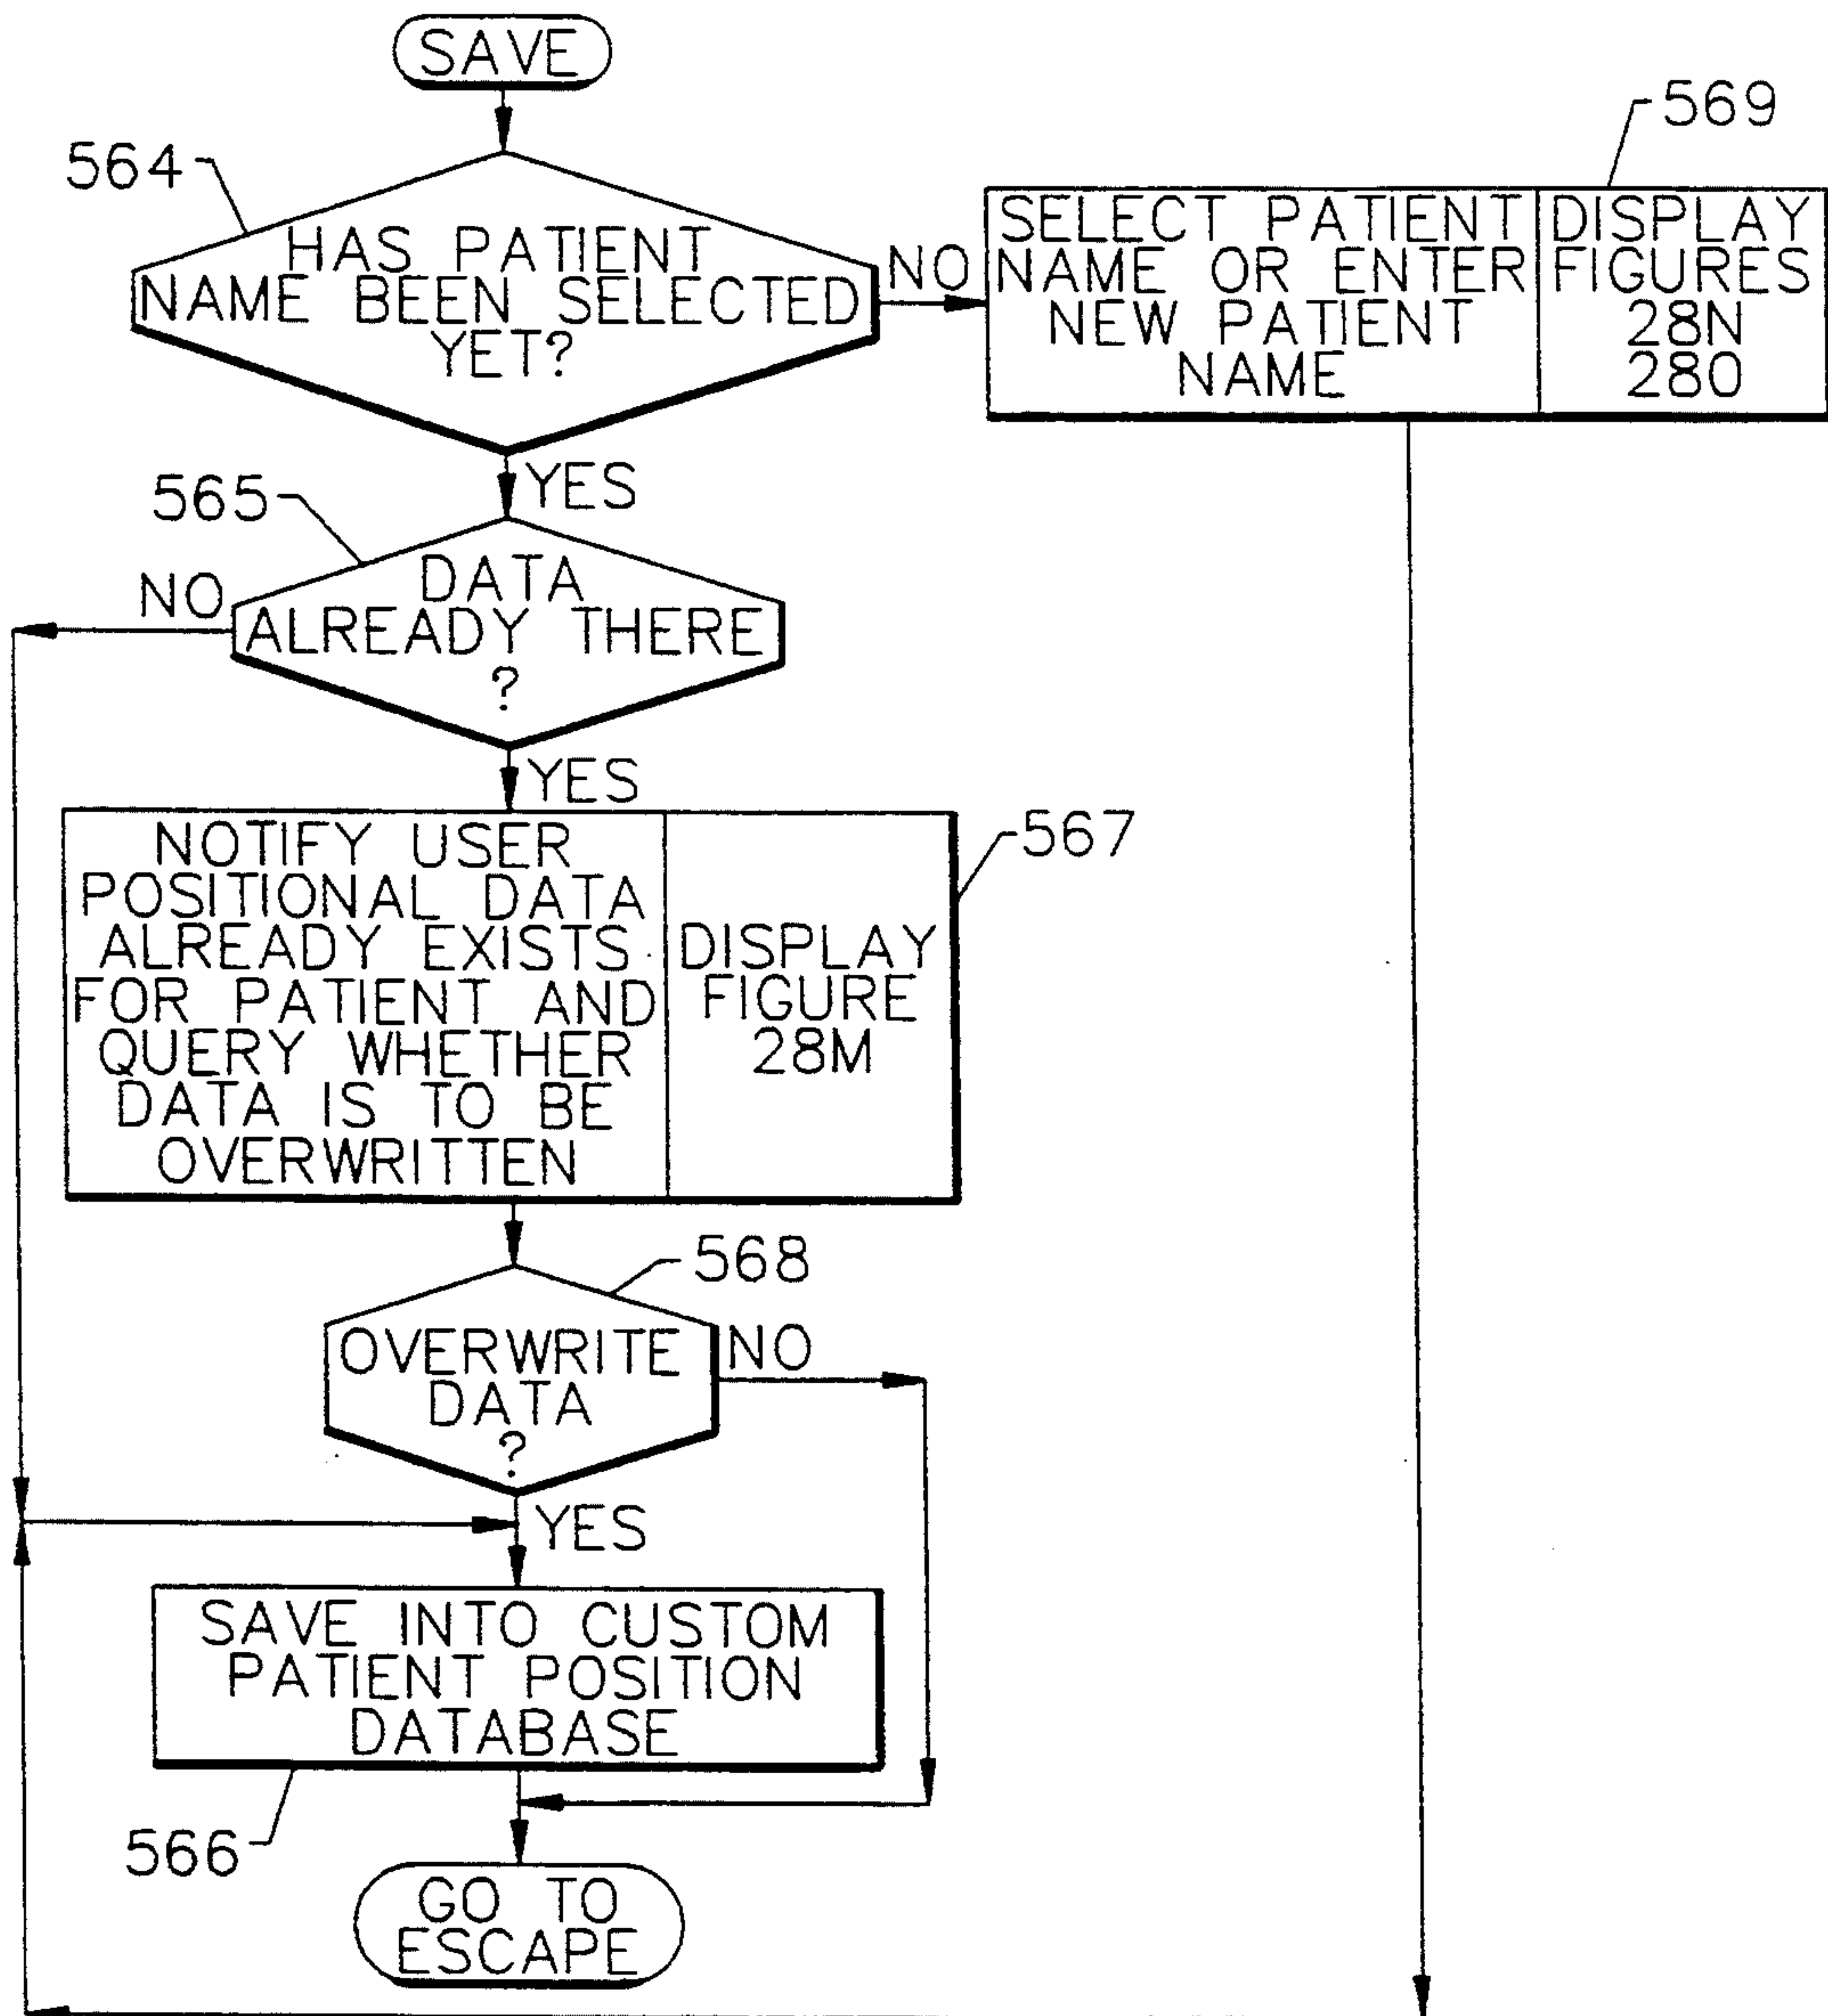 SAVE
564
HAS PATIENT
NAME BEEN SELECTED
YET?
NO
569
SELECT PATIENT
NAME OR ENTER
NEW PATIENT
NAME
DISPLAY
FIGURES
28N
28O
YES
565
DATA
ALREADY THERE
?
NO
YES
567
NOTIFY USER
POSITIONAL DATA
ALREADY EXISTS
FOR PATIENT AND
QUERY WHETHER
DATA IS TO BE
OVERWRITTEN
DISPLAY
FIGURE
28M
568
OVERWRITE
DATA
?
NO
YES
SAVE INTO CUSTOM
PATIENT POSITION
DATABASE
566
GO TO
ESCAPE